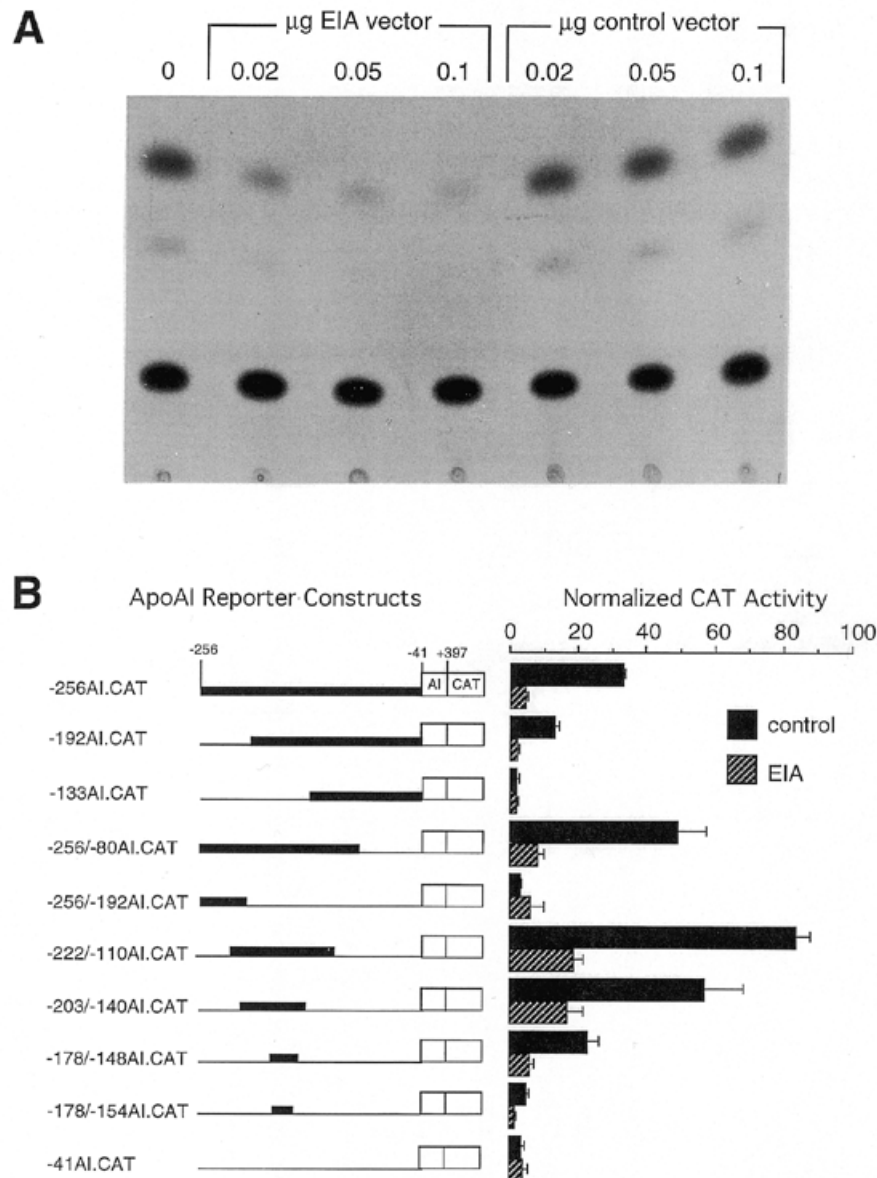 A
μg EIA vector
μg control vector
0 0.02 0.05 0.1 0.02 0.05 0.1
B
ApoAI Reporter Constructs
Normalized CAT Activity
0 20 40 60 80 100
-256 -41 +397
-256AI.CAT
AI CAT
-192AI.CAT
control
-133AI.CAT
EIA
-256/-80AI.CAT
-256/-192AI.CAT
-222/-110AI.CAT
-203/-140AI.CAT
-178/-148AI.CAT
-178/-154AI.CAT
-41AI.CAT